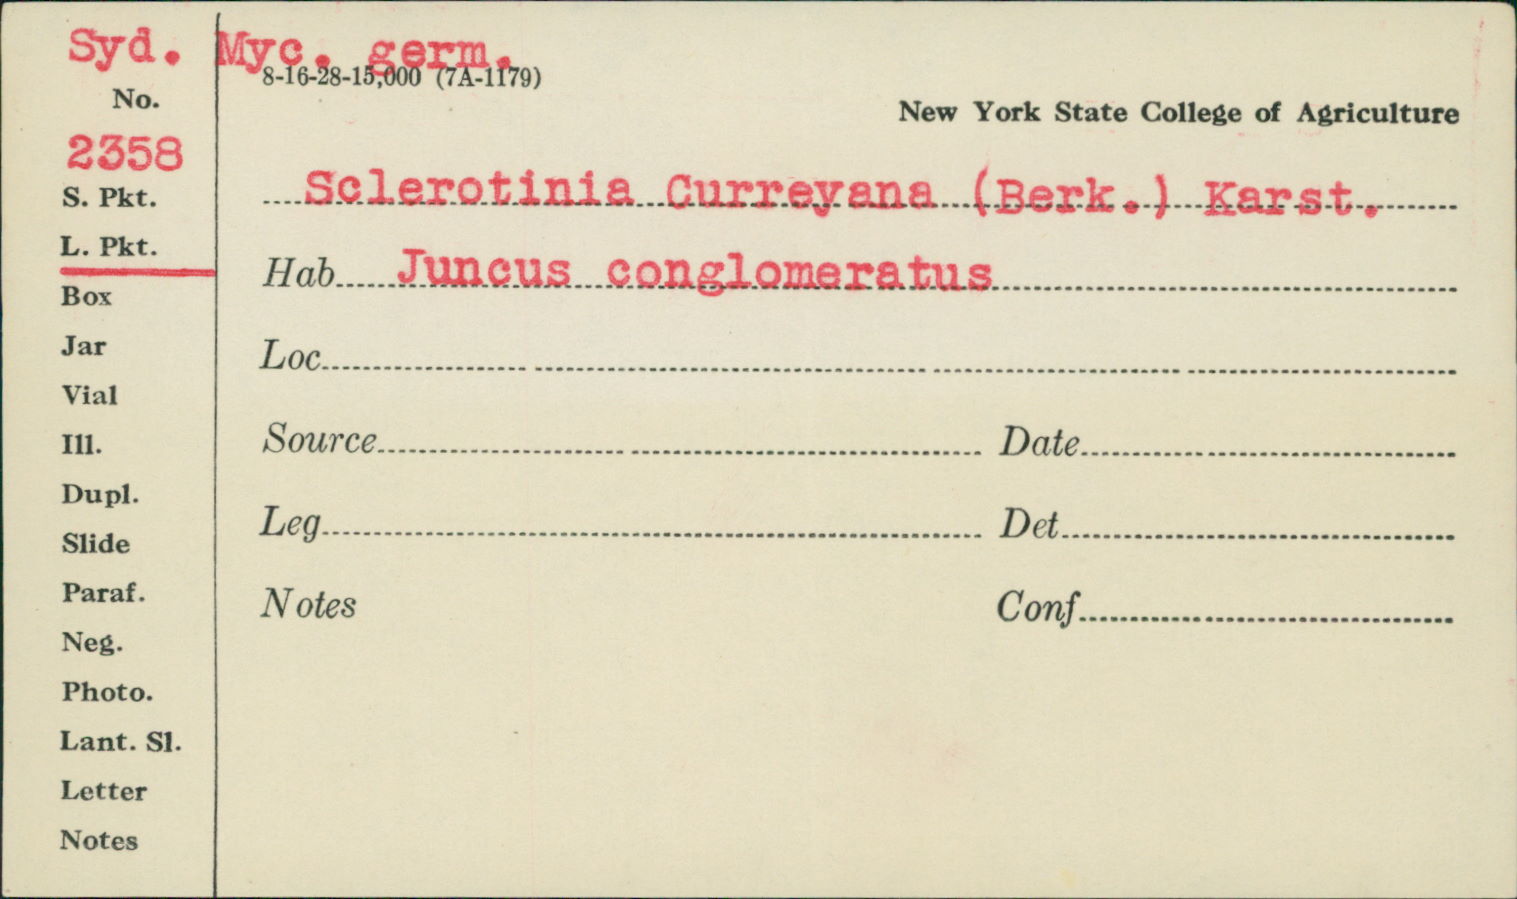 Syd. Myc. germ.
8-16-28-15,000 (7A-1179)
No.
New York State College of Agriculture
2358
S. Pkt.
Sclerotinia Curreyana (Berk.) Karst.
L. Pkt.
Hab Juncus conglomeratus
Box
Jar
Loc
Vial
Ill.
Source Date
Dupl.
Slide
Leg Det
Paraf.
Notes Conf
Neg.
Photo.
Lant. Sl.
Letter
Notes